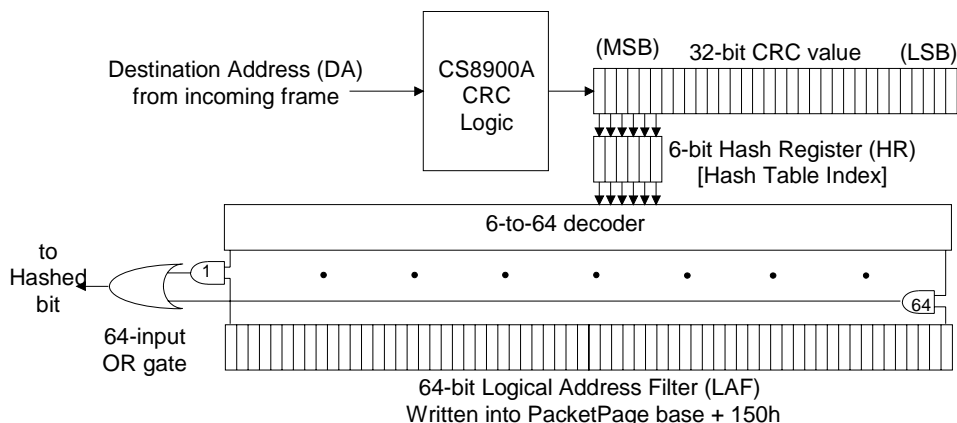 (MSB) 32-bit CRC value (LSB)
Destination Address (DA)
from incoming frame
CS8900A
CRC
Logic
6-bit Hash Register (HR)
[Hash Table Index]
6-to-64 decoder
to
Hashed
bit
1
64
64-input
OR gate
64-bit Logical Address Filter (LAF)
Written into PacketPage base + 150h